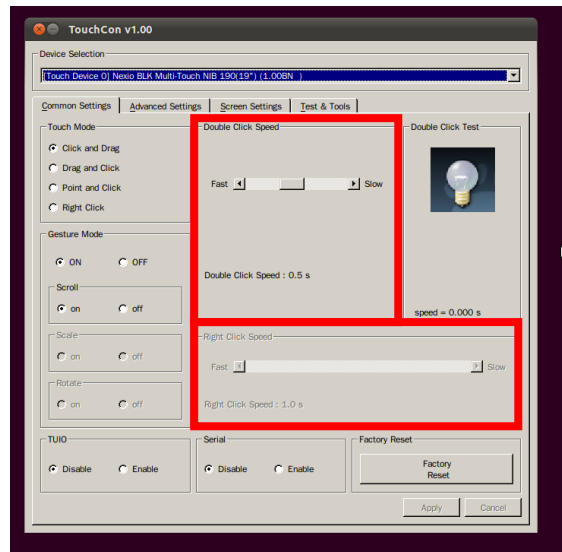 TouchCon v1.00
Device Selection
[Touch Device 0] Nexio BLK Multi-Touch NIB 190(19") (1.00BN )
Common Settings Advanced Settings Screen Settings Test & Tools
Touch Mode
Click and Drag
Drag and Click
Point and Click
Right Click
Double Click Speed
Fast Slow
Double Click Speed : 0.5 s
Double Click Test
speed = 0.000 s
Gesture Mode
ON OFF
Scroll
on off
Scale
on off
Rotate
on off
Right Click Speed
Fast Slow
Right Click Speed : 1.0 s
TUIO
Disable Enable
Serial
Disable Enable
Factory Reset
Factory
Reset
Apply Cancel